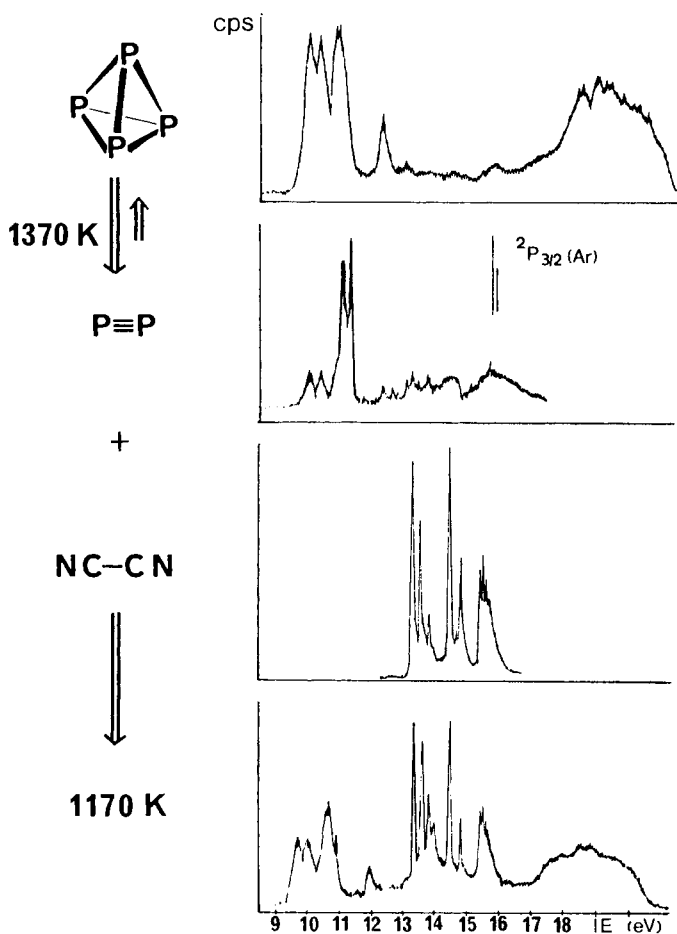 cps
P
P
P
P
1370 K
P≡P
²P₃/₂ (Ar)
+
NC–CN
1170 K
9 10 11 12 13 14 15 16 17 18 IE (eV)